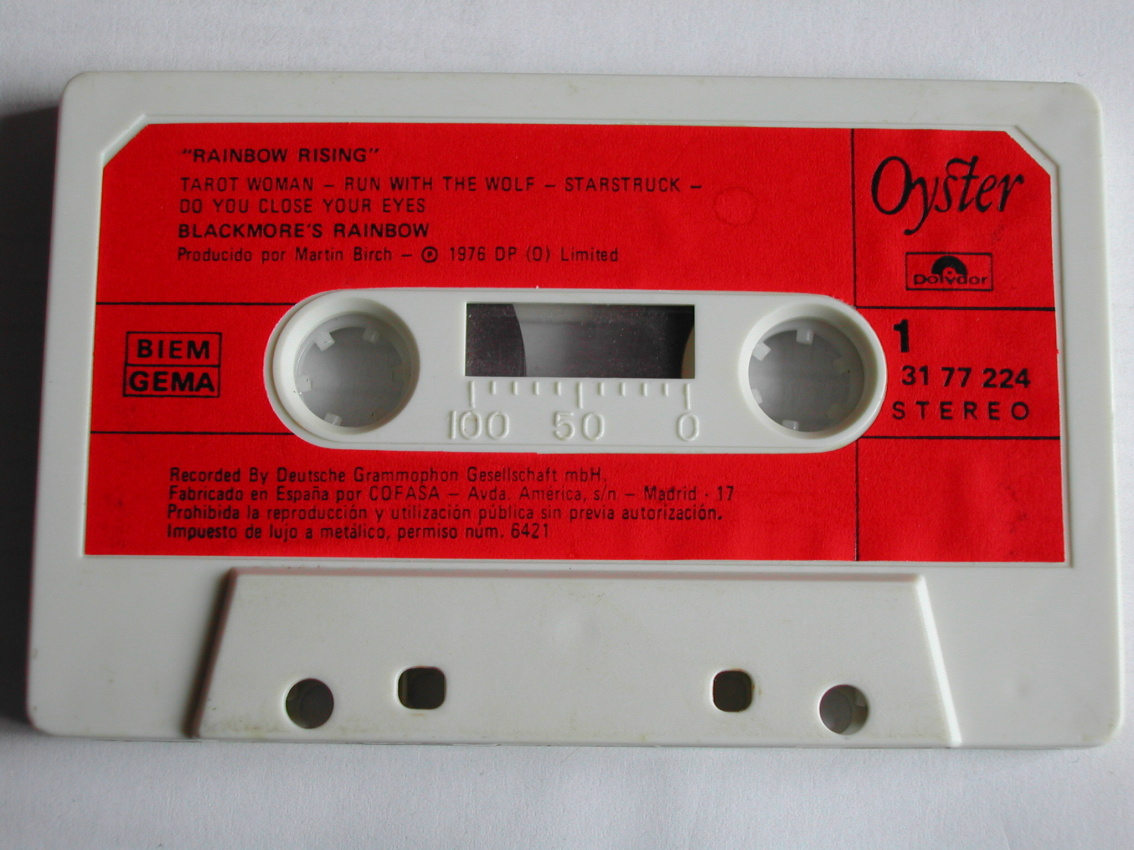 "RAINBOW RISING"
TAROT WOMAN – RUN WITH THE WOLF – STARSTRUCK –
DO YOU CLOSE YOUR EYES
BLACKMORE'S RAINBOW
Producido por Martin Birch – ℗ 1976 DP (O) Limited
Oyster
Polydor
BIEM
GEMA
1
31 77 224
STEREO
100 50 0
Recorded By Deutsche Grammophon Gesellschaft mbH.
Fabricado en España por COFASA – Avda. América, s/n – Madrid - 17
Prohibida la reproducción y utilización pública sin previa autorización.
Impuesto de lujo a metálico, permiso núm. 6421